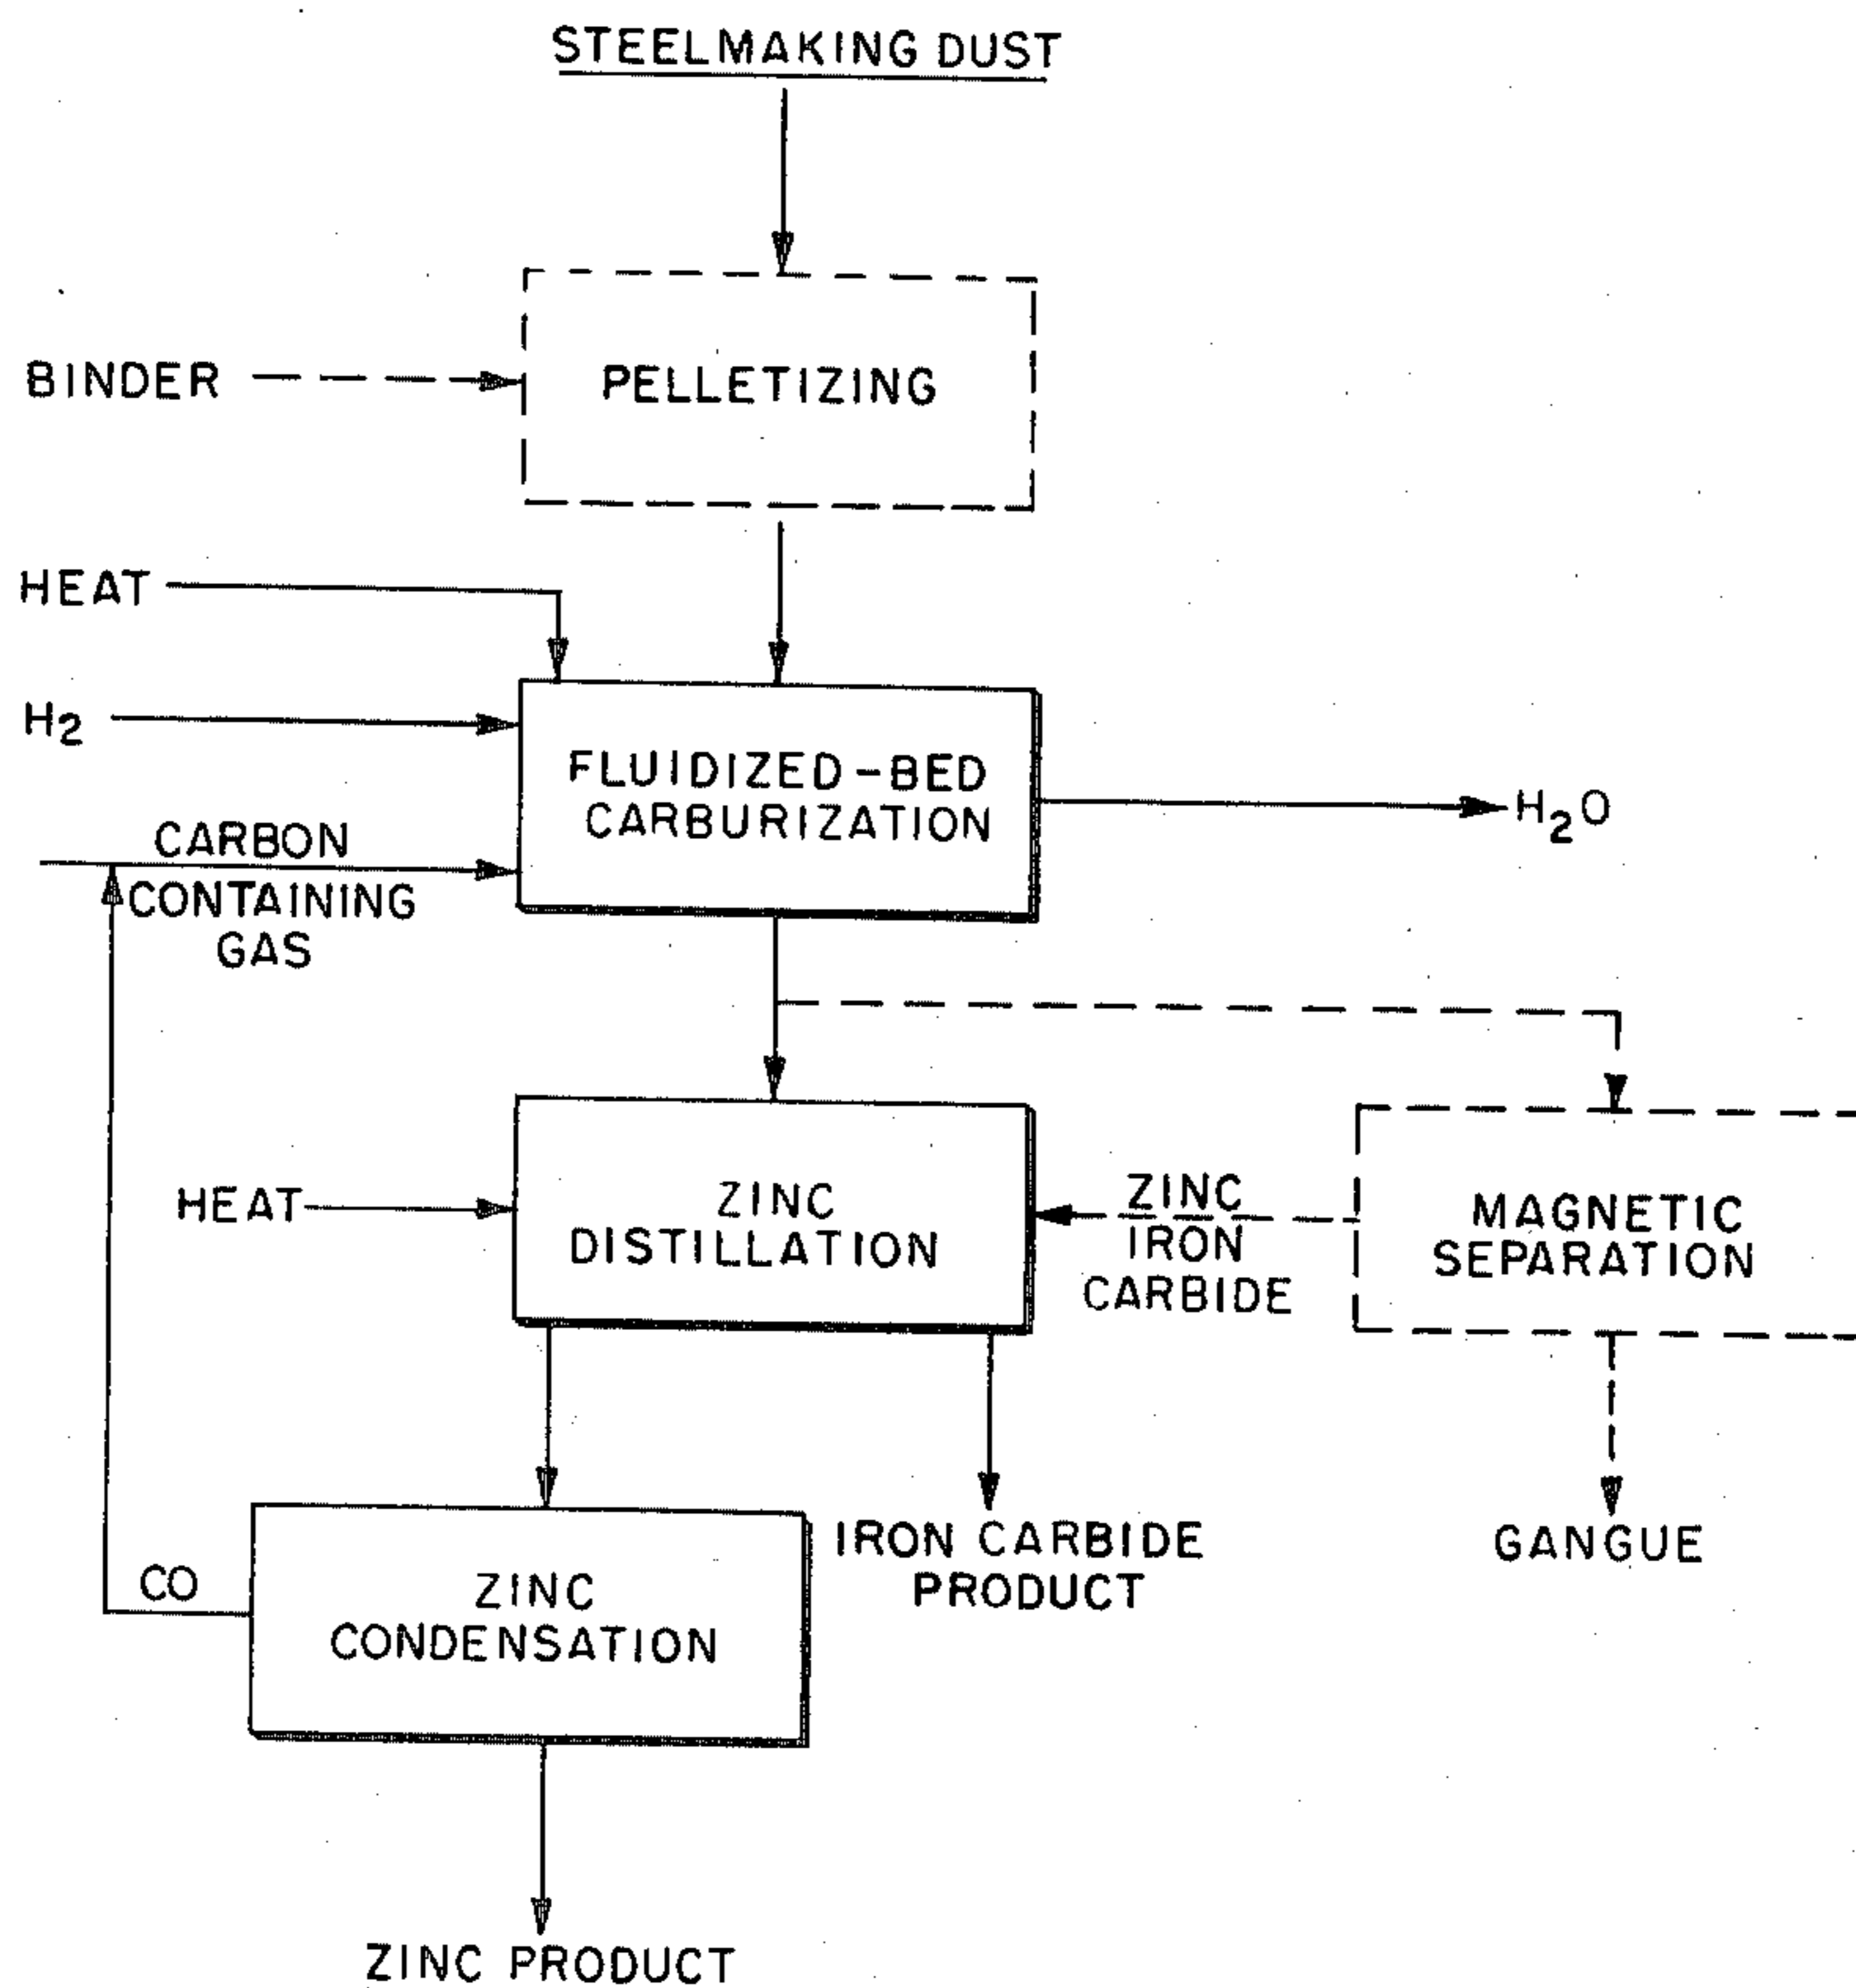 STEELMAKING DUST
BINDER
PELLETIZING
HEAT
H₂
FLUIDIZED-BED
CARBURIZATION
H₂O
CARBON
CONTAINING
GAS
HEAT
ZINC
DISTILLATION
ZINC
IRON
CARBIDE
MAGNETIC
SEPARATION
IRON CARBIDE
PRODUCT
GANGUE
CO
ZINC
CONDENSATION
ZINC PRODUCT